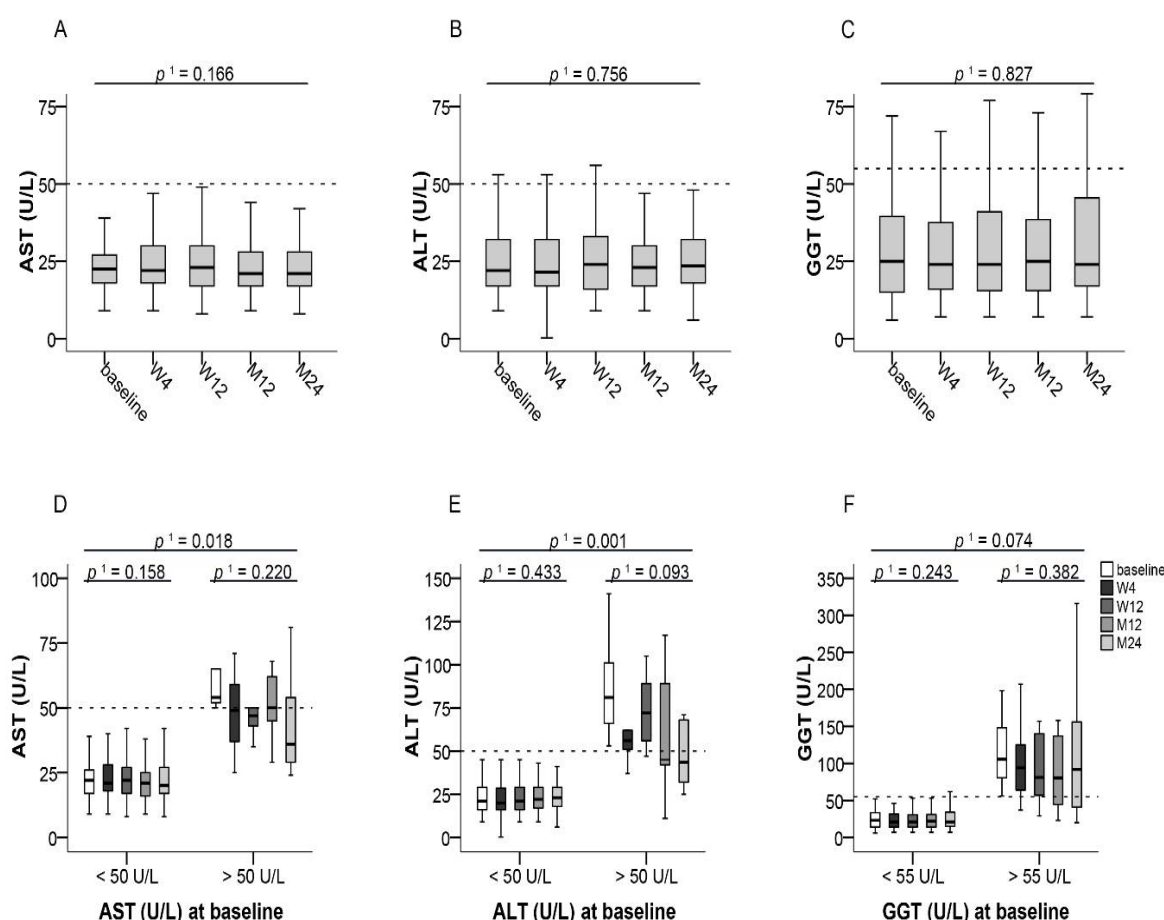 A
p 1 = 0.166
75
50
25
0
AST (U/L)
baseline
W4
W12
M12
M24
B
p 1 = 0.756
75
50
25
0
ALT (U/L)
baseline
W4
W12
M12
M24
C
p 1 = 0.827
75
50
25
0
GGT (U/L)
baseline
W4
W12
M12
M24
D
p 1 = 0.018
p 1 = 0.158
p 1 = 0.220
100
75
50
25
0
AST (U/L)
< 50 U/L
> 50 U/L
AST (U/L) at baseline
E
p 1 = 0.001
p 1 = 0.433
p 1 = 0.093
150
125
100
75
50
25
0
ALT (U/L)
< 50 U/L
> 50 U/L
ALT (U/L) at baseline
F
p 1 = 0.074
p 1 = 0.243
p 1 = 0.382
350
300
250
200
150
100
50
0
GGT (U/L)
< 55 U/L
> 55 U/L
GGT (U/L) at baseline
baseline
W4
W12
M12
M24